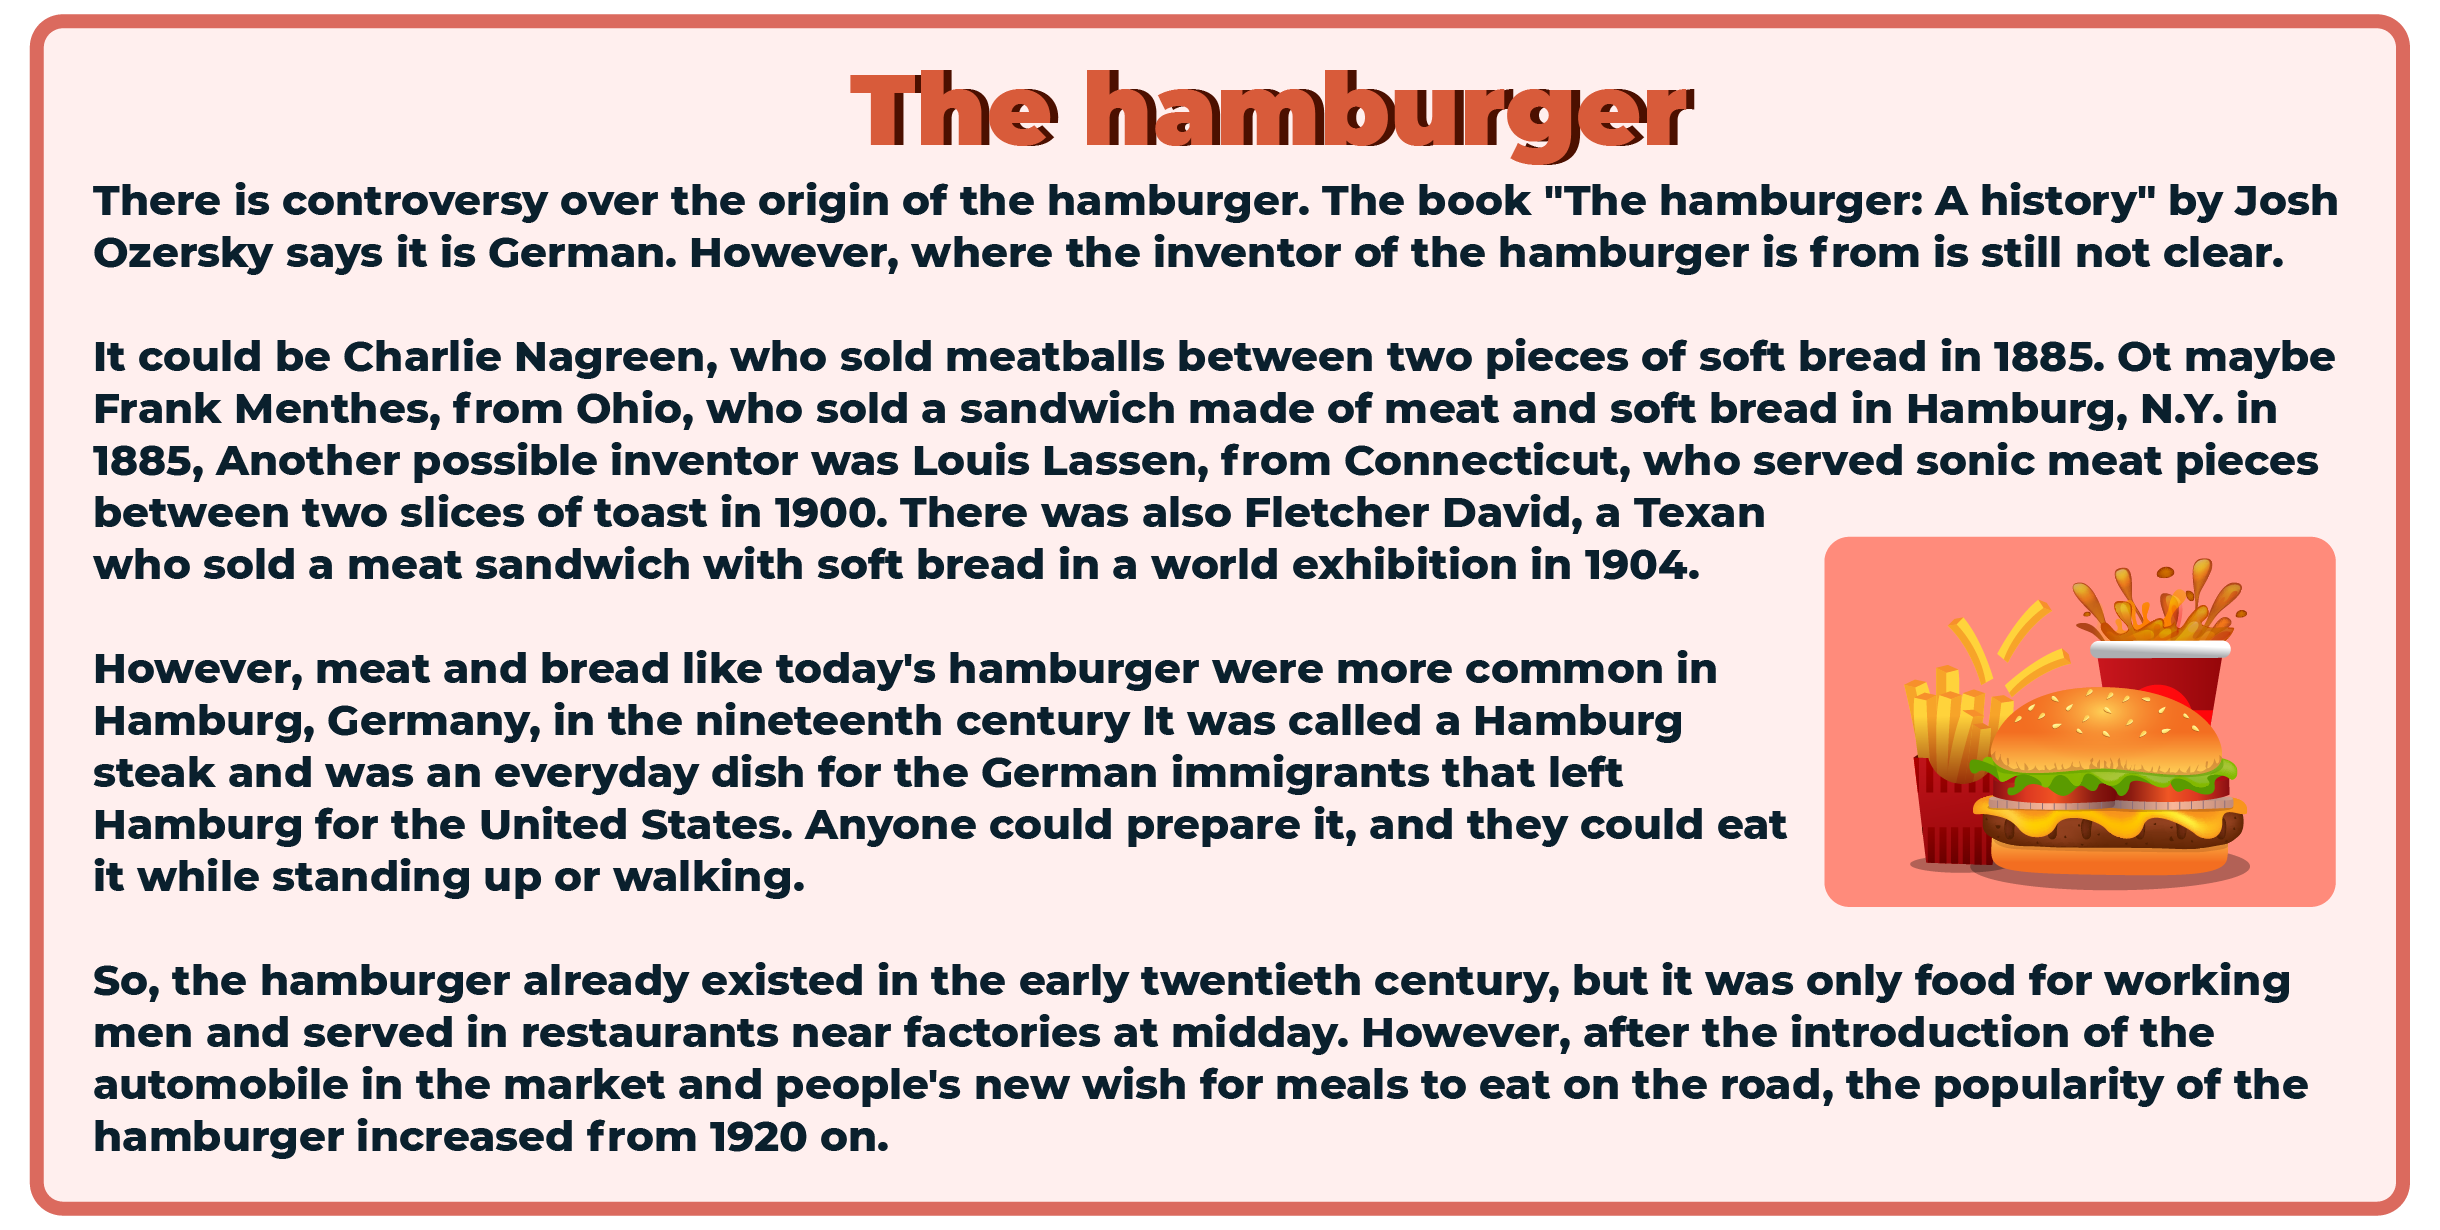 The hamburger
There is controversy over the origin of the hamburger. The book "The hamburger: A history" by Josh
Ozersky says it is German. However, where the inventor of the hamburger is from is still not clear.
It could be Charlie Nagreen, who sold meatballs between two pieces of soft bread in 1885. Ot maybe
Frank Menthes, from Ohio, who sold a sandwich made of meat and soft bread in Hamburg, N.Y. in
1885, Another possible inventor was Louis Lassen, from Connecticut, who served sonic meat pieces
between two slices of toast in 1900. There was also Fletcher David, a Texan
who sold a meat sandwich with soft bread in a world exhibition in 1904.
However, meat and bread like today's hamburger were more common in
Hamburg, Germany, in the nineteenth century It was called a Hamburg
steak and was an everyday dish for the German immigrants that left
Hamburg for the United States. Anyone could prepare it, and they could eat
it while standing up or walking.
So, the hamburger already existed in the early twentieth century, but it was only food for working
men and served in restaurants near factories at midday. However, after the introduction of the
automobile in the market and people's new wish for meals to eat on the road, the popularity of the
hamburger increased from 1920 on.